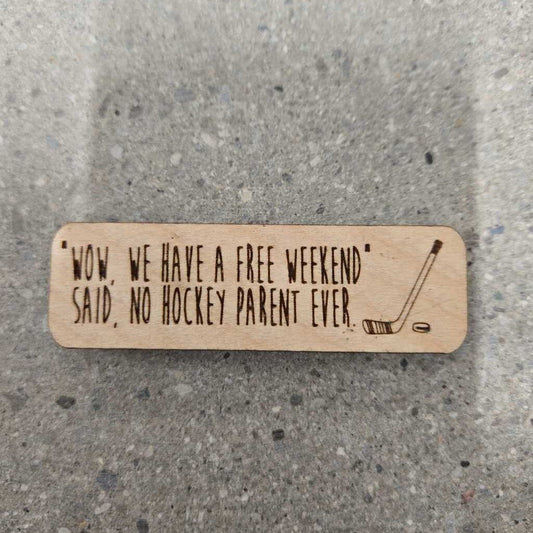 "WOW, WE HAVE A FREE WEEKEND"
SAID, NO HOCKEY PARENT EVER.